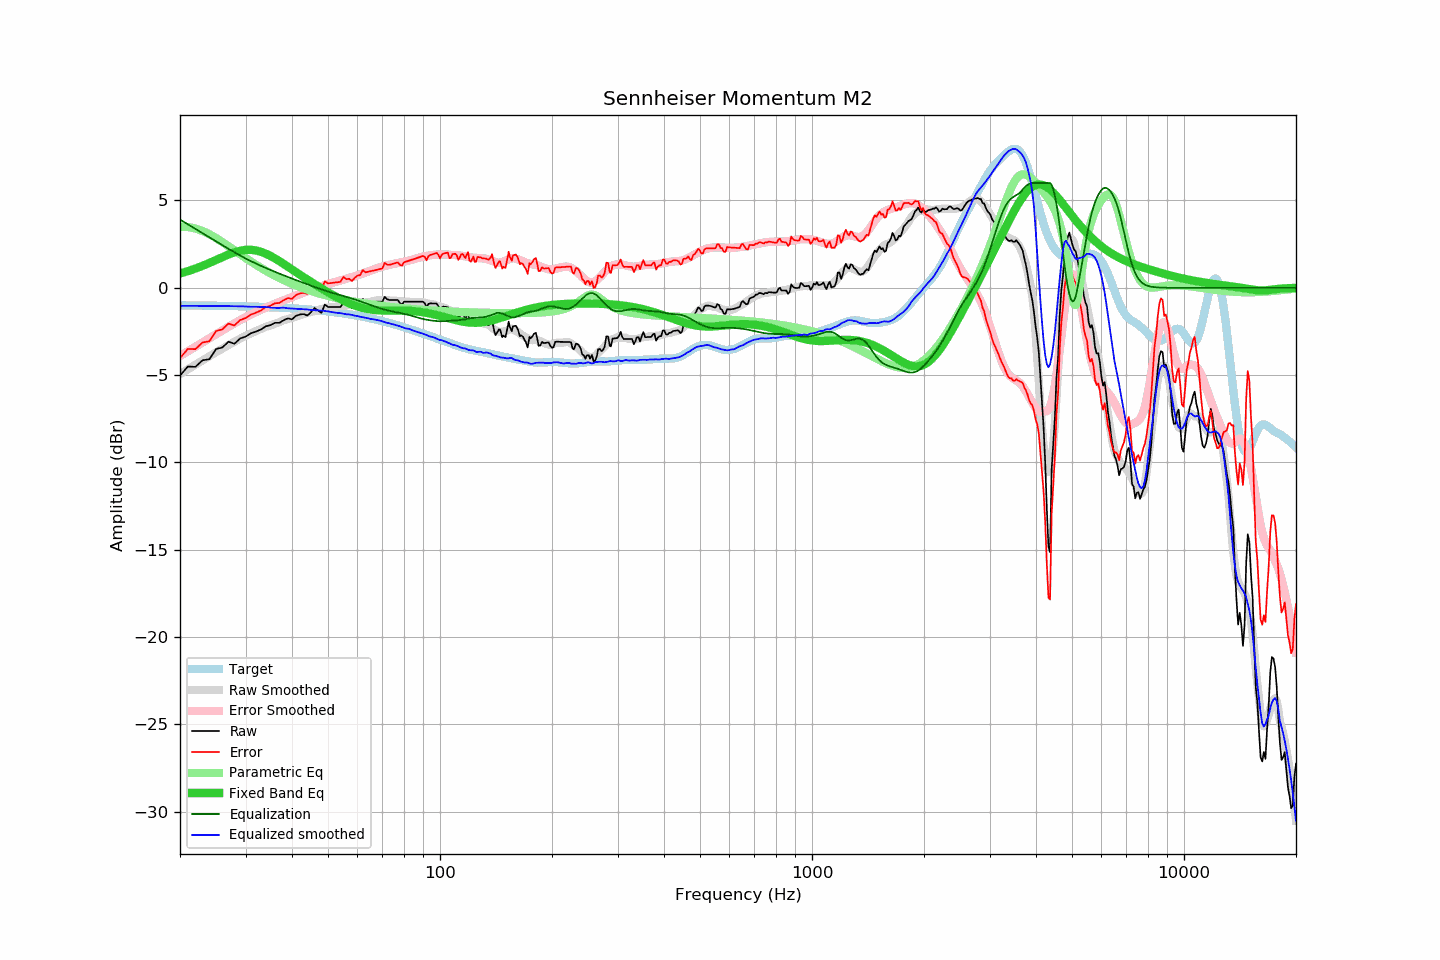 Sennheiser Momentum M2
Amplitude (dBr)
5
0
−5
−10
−15
−20
−25
−30
Target
Raw Smoothed
Error Smoothed
Raw
Error
Parametric Eq
Fixed Band Eq
Equalization
Equalized smoothed
100
1000
10000
Frequency (Hz)